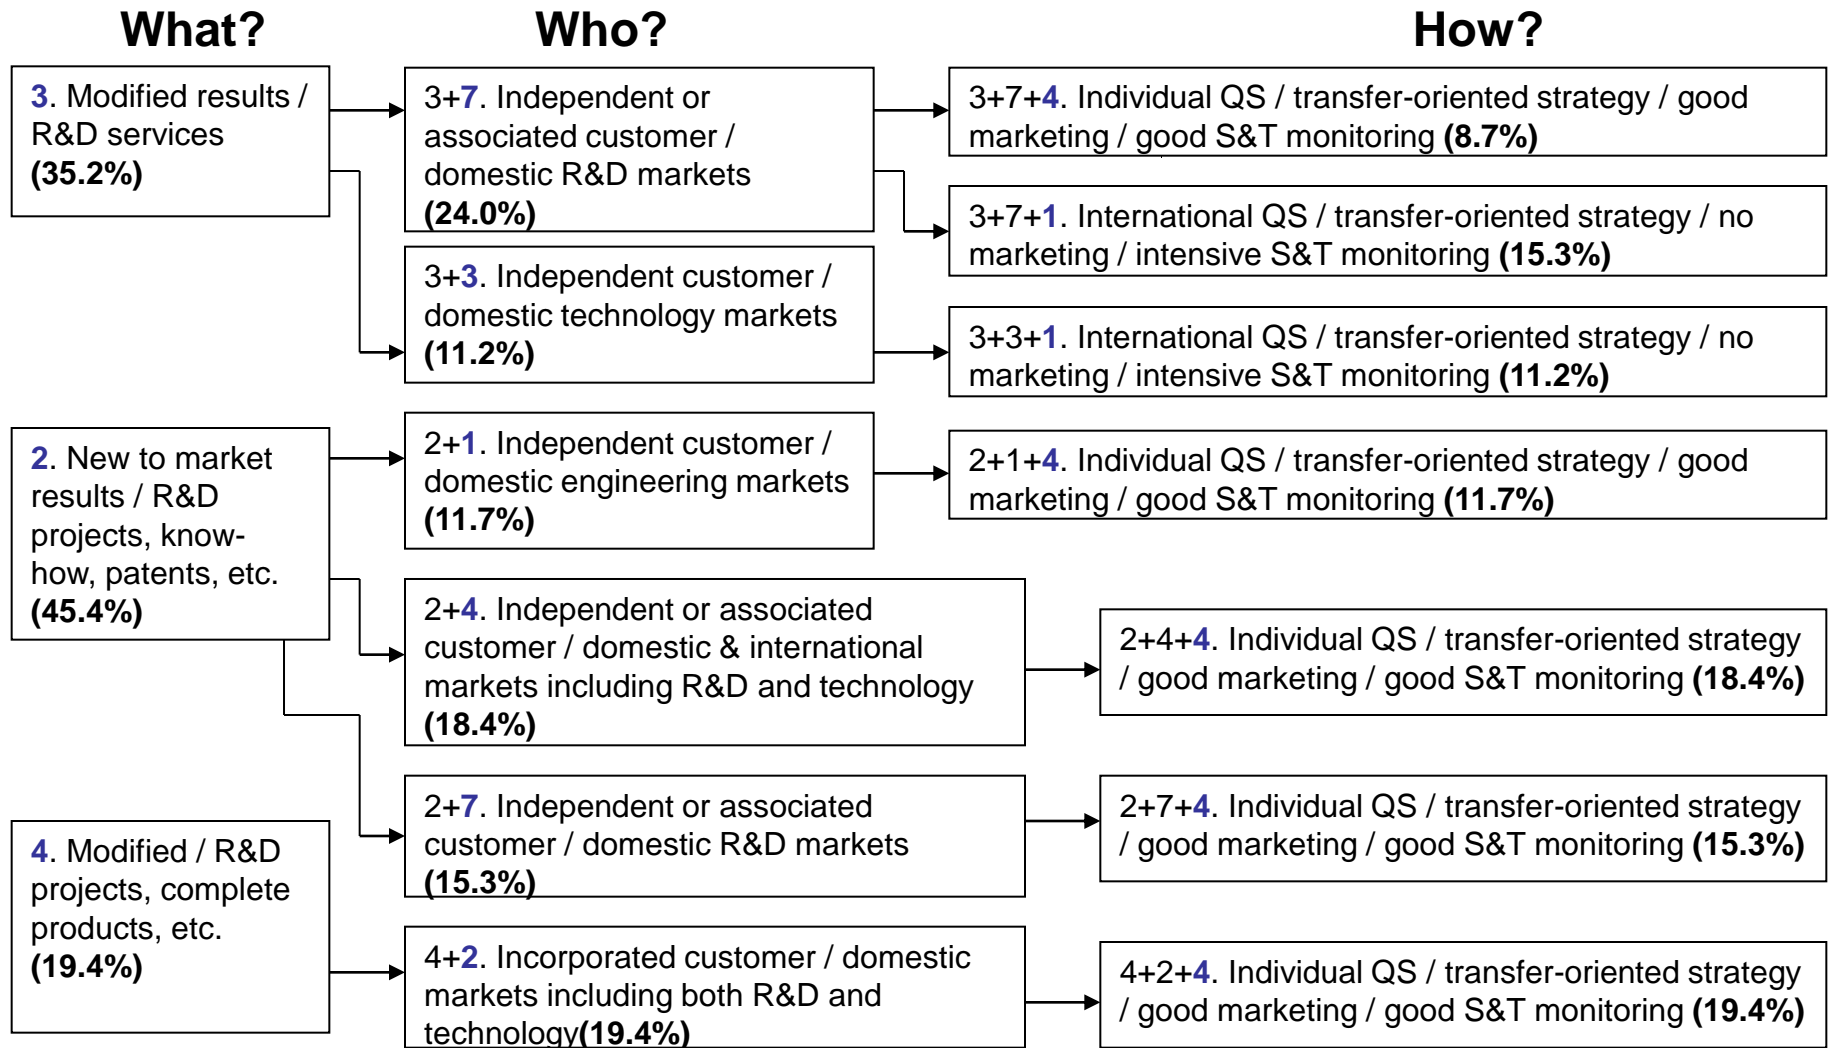 What?
Who?
How?
3. Modified results /
R&D services
(35.2%)
3+7. Independent or
associated customer /
domestic R&D markets
(24.0%)
3+7+4. Individual QS / transfer-oriented strategy / good
marketing / good S&T monitoring (8.7%)
3+7+1. International QS / transfer-oriented strategy / no
marketing / intensive S&T monitoring (15.3%)
3+3. Independent customer /
domestic technology markets
(11.2%)
3+3+1. International QS / transfer-oriented strategy / no
marketing / intensive S&T monitoring (11.2%)
2. New to market
results / R&D
projects, know-
how, patents, etc.
(45.4%)
2+1. Independent customer /
domestic engineering markets
(11.7%)
2+1+4. Individual QS / transfer-oriented strategy / good
marketing / good S&T monitoring (11.7%)
2+4. Independent or associated
customer / domestic & international
markets including R&D and technology
(18.4%)
2+4+4. Individual QS / transfer-oriented strategy
/ good marketing / good S&T monitoring (18.4%)
2+7. Independent or associated
customer / domestic R&D markets
(15.3%)
2+7+4. Individual QS / transfer-oriented strategy
/ good marketing / good S&T monitoring (15.3%)
4. Modified / R&D
projects, complete
products, etc.
(19.4%)
4+2. Incorporated customer / domestic
markets including both R&D and
technology(19.4%)
4+2+4. Individual QS / transfer-oriented strategy
/ good marketing / good S&T monitoring (19.4%)